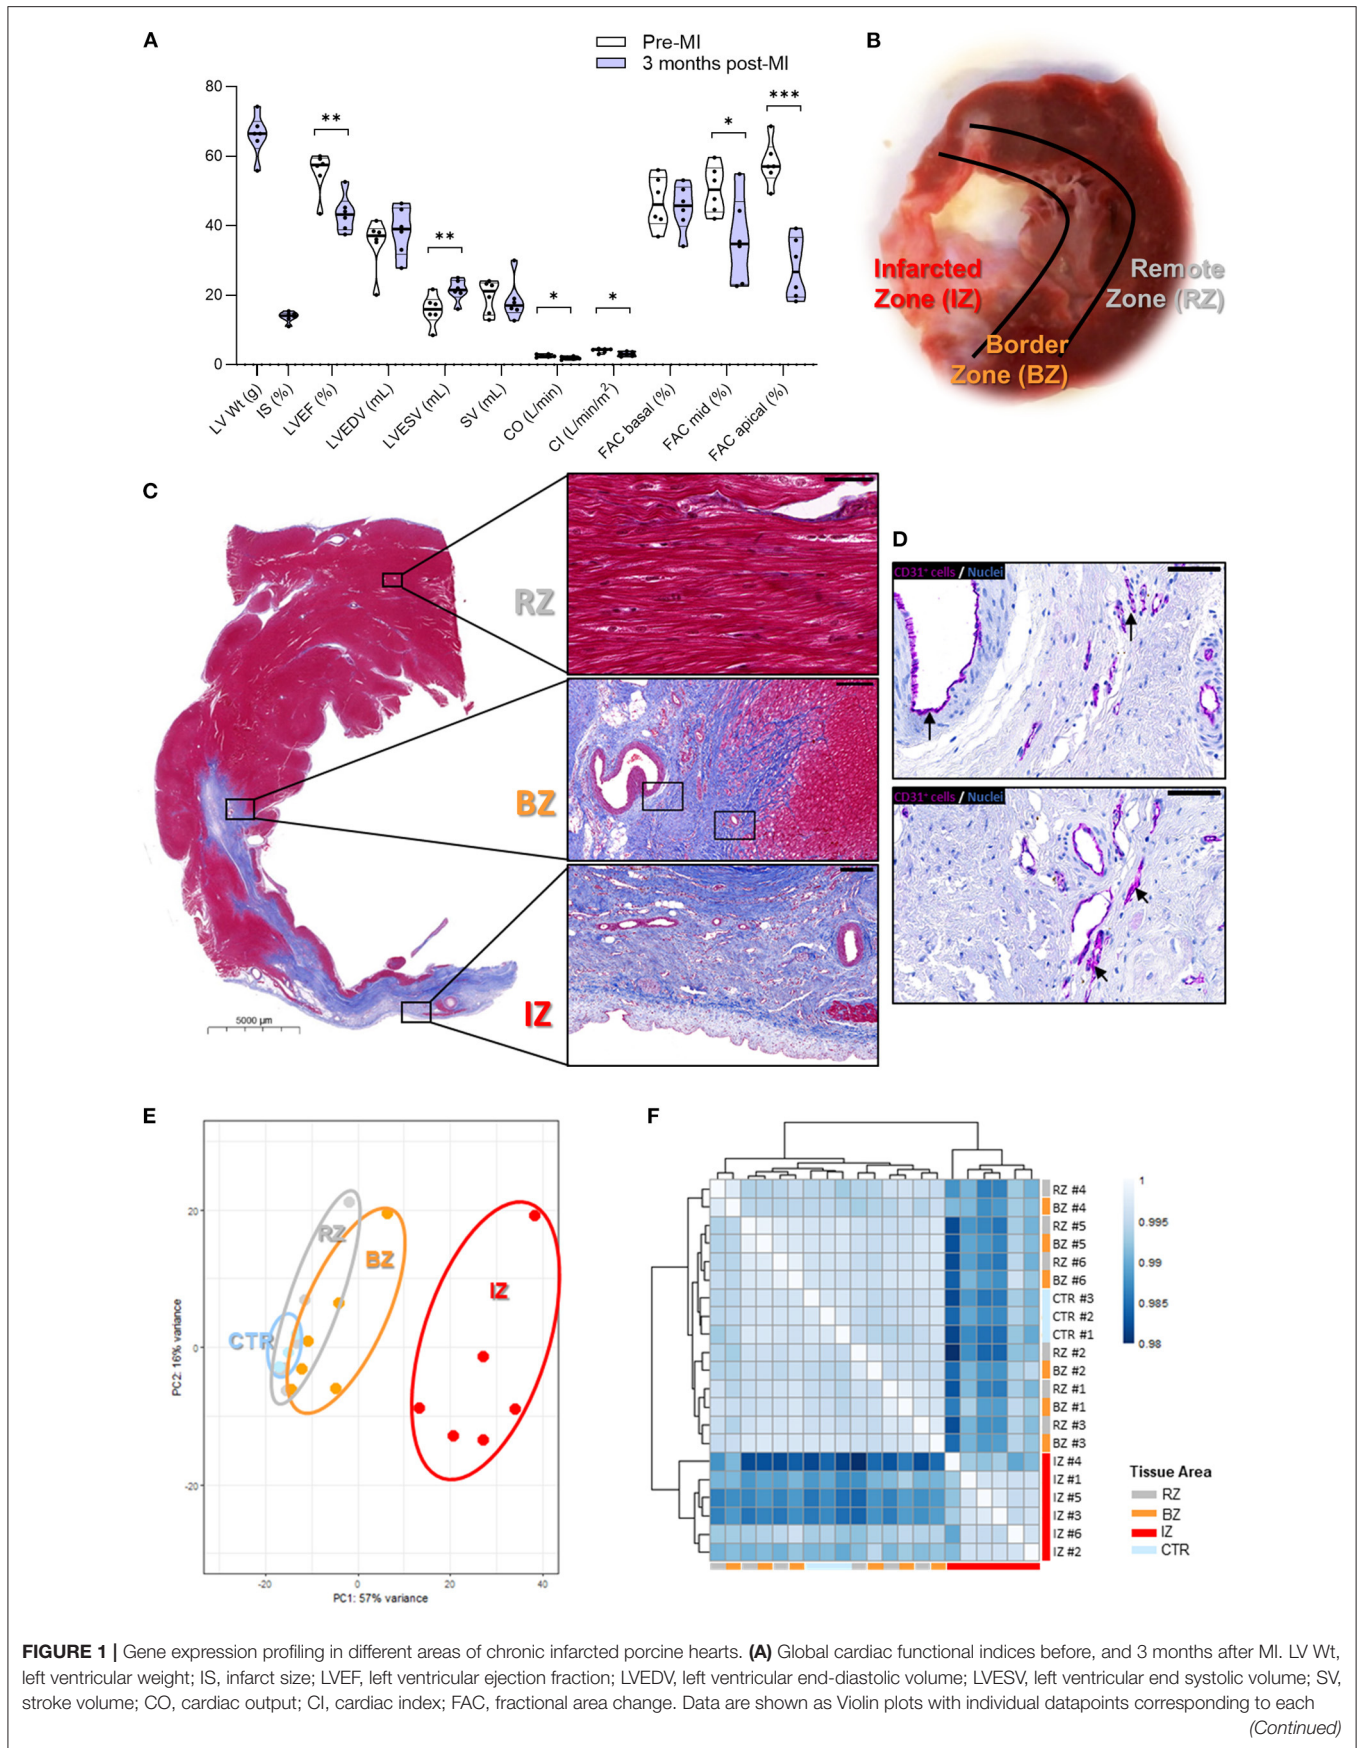 A
Pre-MI
3 months post-MI
80
60
40
20
0
**
**
*
*
*
***
LV Wt (g)
IS (%)
LVEF (%)
LVEDV (mL)
LVESV (mL)
SV (mL)
CO (L/min)
CI (L/min/m²)
FAC basal (%)
FAC mid (%)
FAC apical (%)
B
Infarcted
Zone (IZ)
Remote
Zone (RZ)
Border
Zone (BZ)
C
RZ
BZ
IZ
5000 µm
D
CD31⁺ cells / Nuclei
CD31⁺ cells / Nuclei
E
20
0
-20
PC2: 16% variance
RZ
BZ
IZ
CTR
-20
0
20
40
PC1: 57% variance
F
RZ #4
BZ #4
RZ #5
BZ #5
RZ #6
BZ #6
CTR #3
CTR #2
CTR #1
RZ #2
BZ #2
RZ #1
BZ #1
RZ #3
BZ #3
IZ #4
IZ #1
IZ #5
IZ #3
IZ #6
IZ #2
1
0.995
0.99
0.985
0.98
Tissue Area
RZ
BZ
IZ
CTR
FIGURE 1 | Gene expression profiling in different areas of chronic infarcted porcine hearts. (A) Global cardiac functional indices before, and 3 months after MI. LV Wt,
left ventricular weight; IS, infarct size; LVEF, left ventricular ejection fraction; LVEDV, left ventricular end-diastolic volume; LVESV, left ventricular end systolic volume; SV,
stroke volume; CO, cardiac output; CI, cardiac index; FAC, fractional area change. Data are shown as Violin plots with individual datapoints corresponding to each
(Continued)